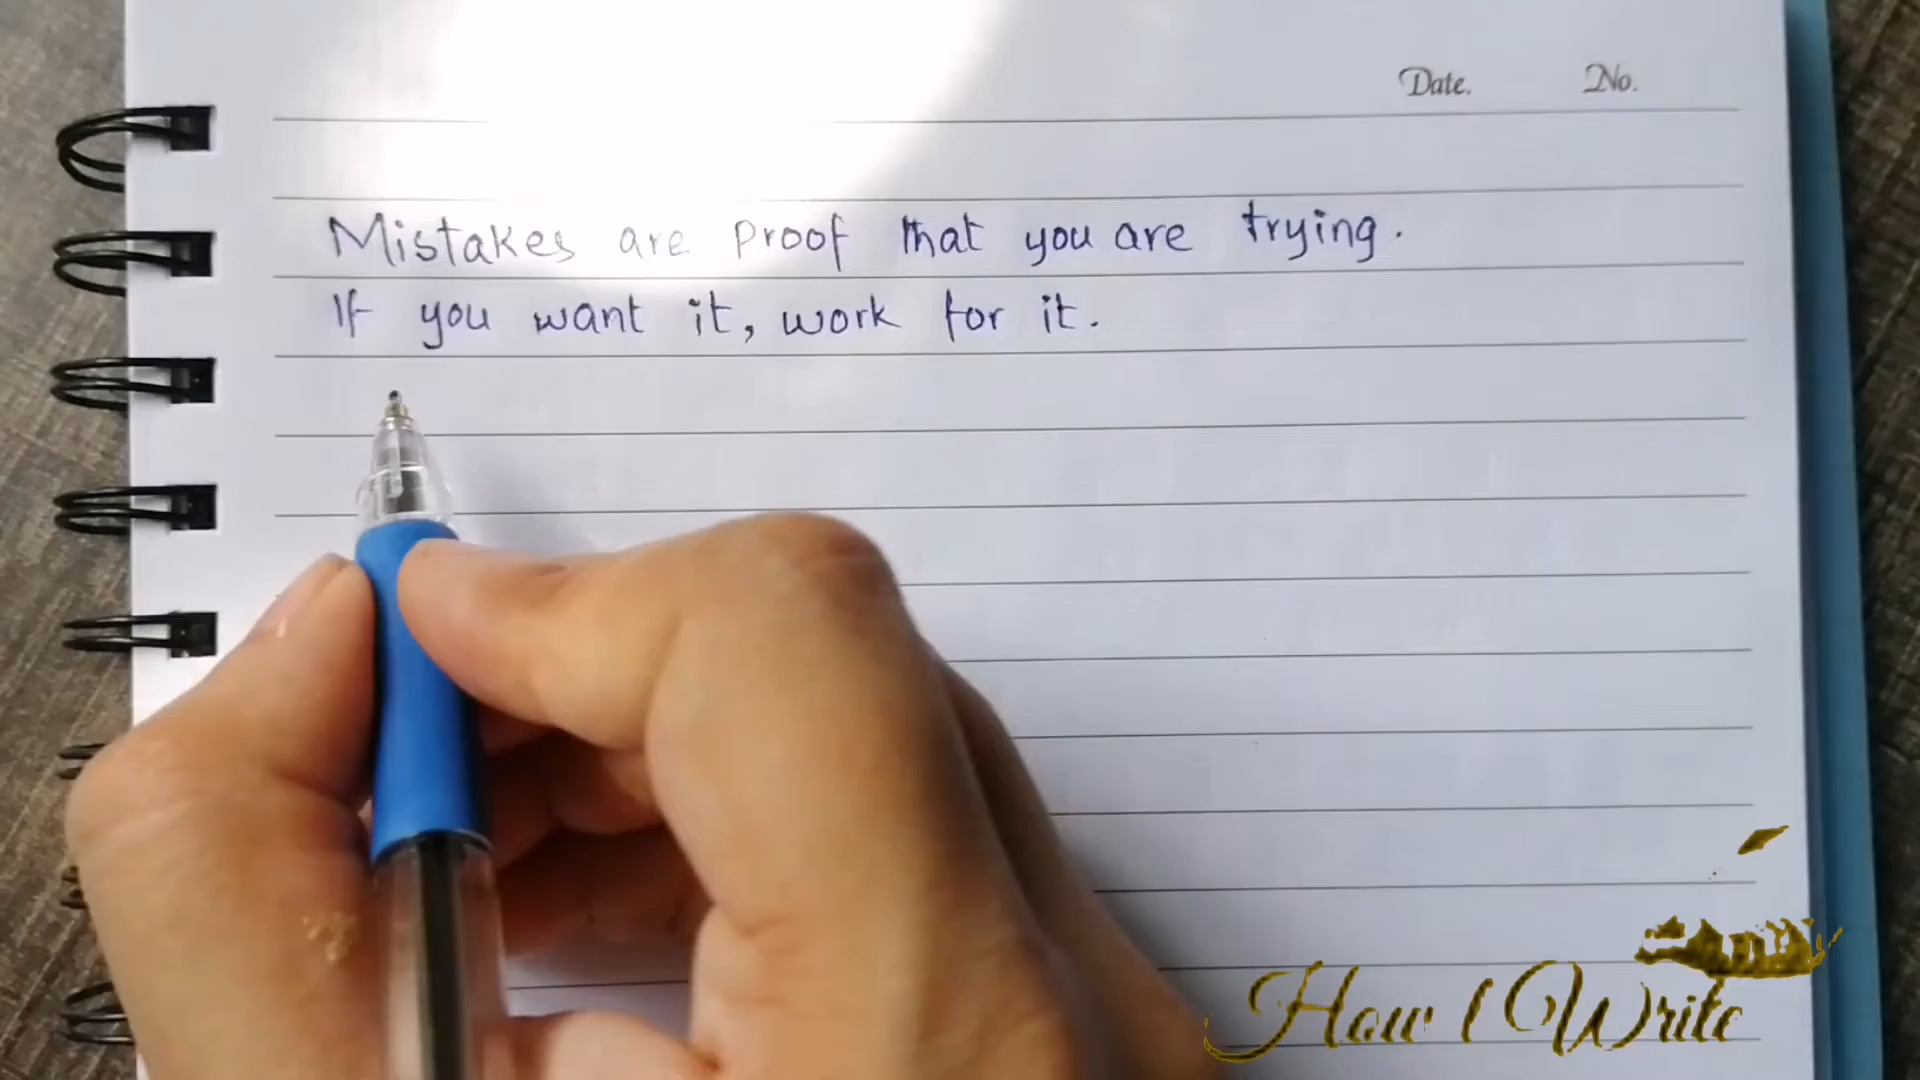 Date. No.
Mistakes are proof that you are trying.
If you want it, work for it.
How I Write